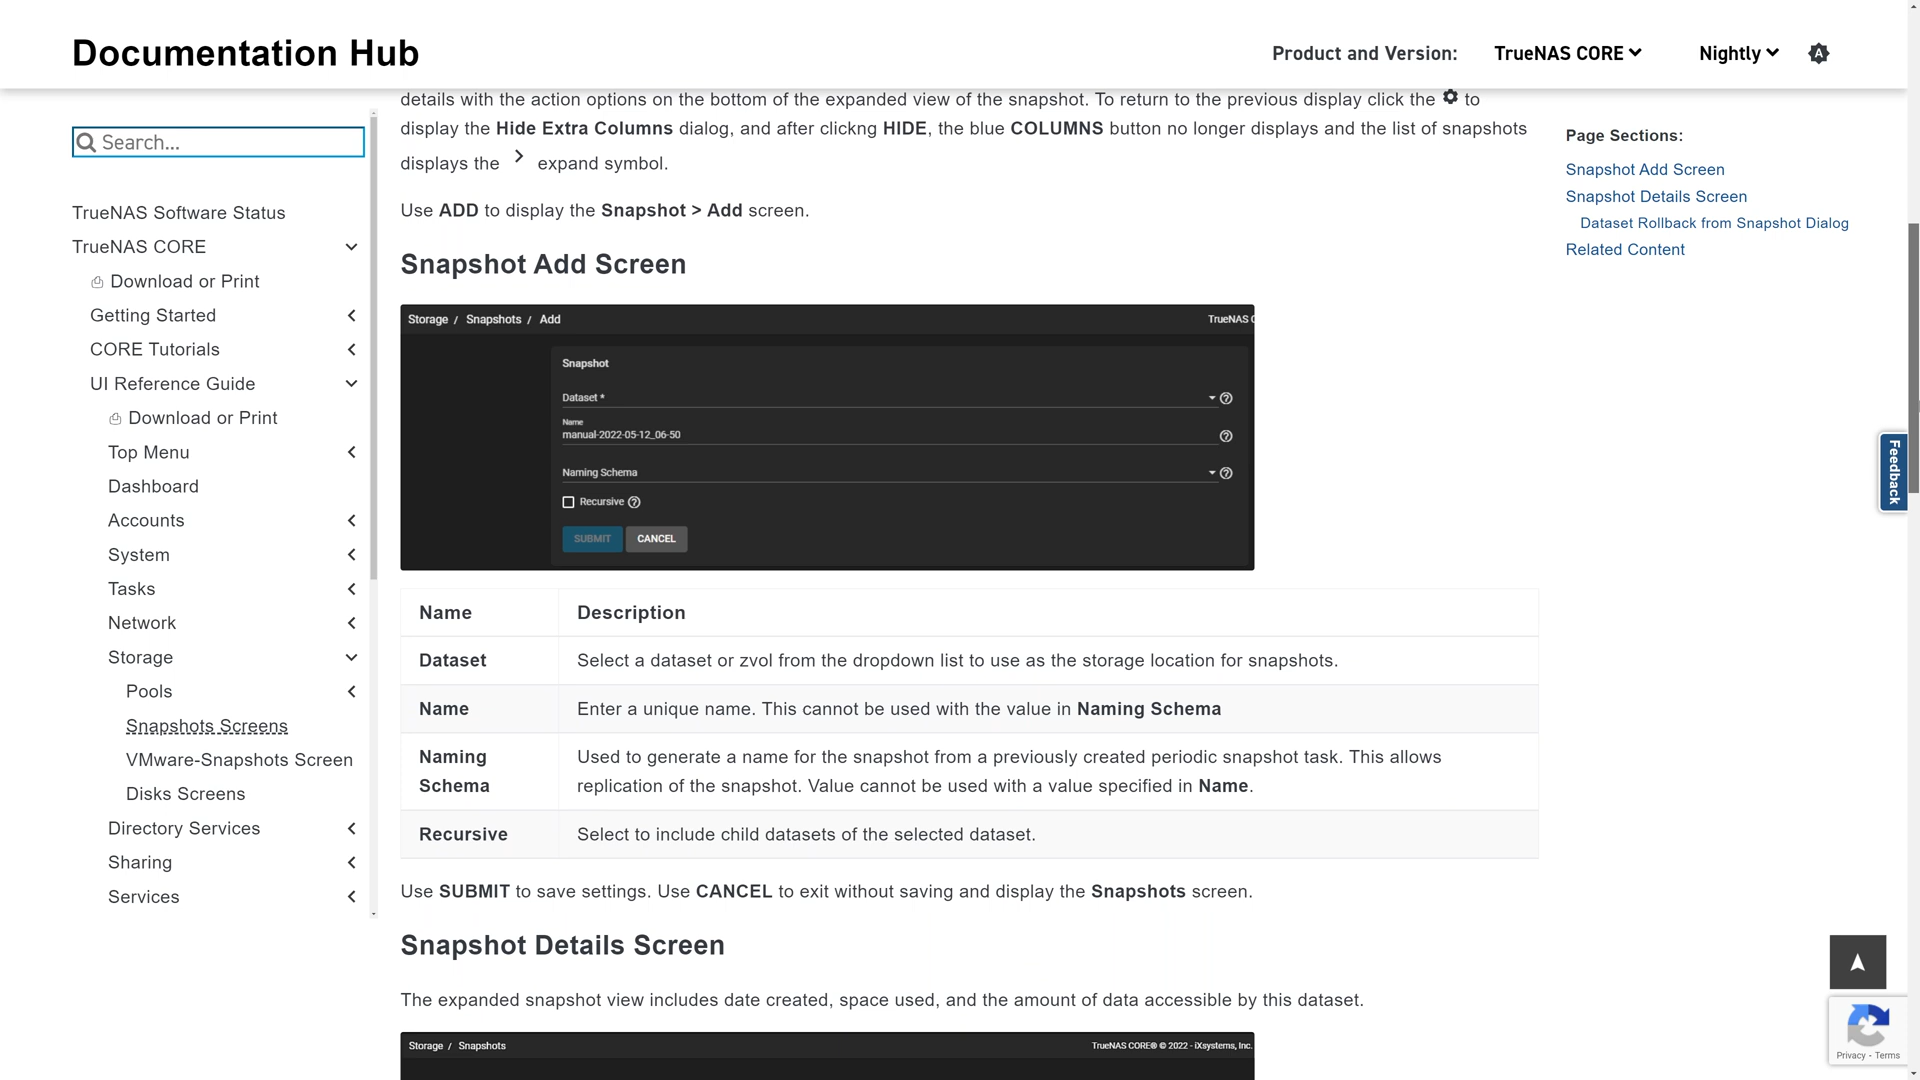 Documentation Hub
Product and Version:
TrueNAS CORE
Nightly
A
Search...
TrueNAS Software Status
TrueNAS CORE
Download or Print
Getting Started
CORE Tutorials
UI Reference Guide
Download or Print
Top Menu
Dashboard
Accounts
System
Tasks
Network
Storage
Pools
Snapshots Screens
VMware-Snapshots Screen
Disks Screens
Directory Services
Sharing
Services
details with the action options on the bottom of the expanded view of the snapshot. To return to the previous display click the to
display the Hide Extra Columns dialog, and after clickng HIDE, the blue COLUMNS button no longer displays and the list of snapshots
displays the > expand symbol.
Use ADD to display the Snapshot > Add screen.
Snapshot Add Screen
Storage / Snapshots / Add
TrueNAS C
Snapshot
Dataset *
Name
manual-2022-05-12_06-50
Naming Schema
Recursive
SUBMIT CANCEL
Name Description
Dataset Select a dataset or zvol from the dropdown list to use as the storage location for snapshots.
Name Enter a unique name. This cannot be used with the value in Naming Schema
Naming Used to generate a name for the snapshot from a previously created periodic snapshot task. This allows
Schema replication of the snapshot. Value cannot be used with a value specified in Name.
Recursive Select to include child datasets of the selected dataset.
Use SUBMIT to save settings. Use CANCEL to exit without saving and display the Snapshots screen.
Snapshot Details Screen
The expanded snapshot view includes date created, space used, and the amount of data accessible by this dataset.
Storage / Snapshots
TrueNAS CORE® © 2022 - iXsystems, Inc.
Page Sections:
Snapshot Add Screen
Snapshot Details Screen
Dataset Rollback from Snapshot Dialog
Related Content
Feedback
Privacy - Terms